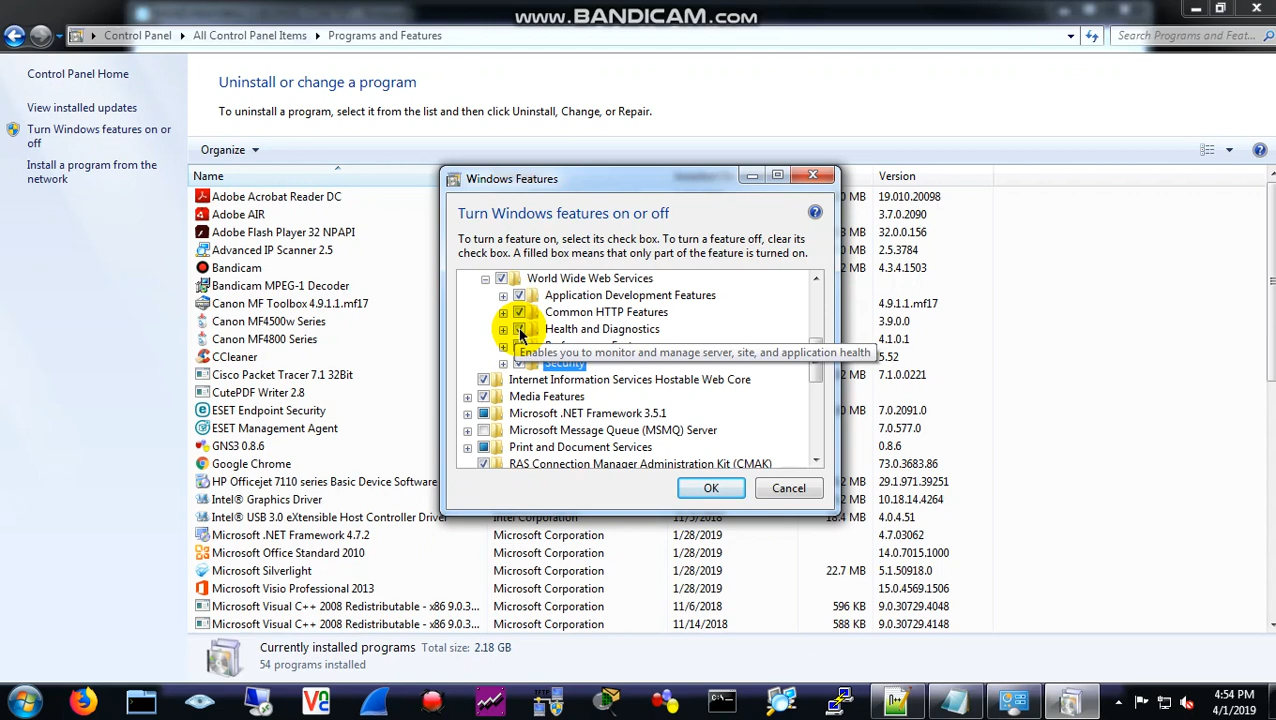 www.BANDICAM.com
Control Panel
All Control Panel Items
Programs and Features
Search Programs and Feat...
Control Panel Home
View installed updates
Turn Windows features on or off
Install a program from the network
Uninstall or change a program
To uninstall a program, select it from the list and then click Uninstall, Change, or Repair.
Organize
Name
Version
Adobe Acrobat Reader DC
19.010.20098
Adobe AIR
3.7.0.2090
Adobe Flash Player 32 NPAPI
32.0.0.156
Advanced IP Scanner 2.5
2.5.3784
Bandicam
4.3.4.1503
Bandicam MPEG-1 Decoder
Canon MF Toolbox 4.9.1.1.mf17
4.9.1.1.mf17
Canon MF4500w Series
3.9.0.0
Canon MF4800 Series
CCleaner
5.52
Cisco Packet Tracer 7.1 32Bit
7.1.0.0221
CutePDF Writer 2.8
ESET Endpoint Security
7.0.2091.0
ESET Management Agent
GNS3 0.8.6
0.8.6
Google Chrome
73.0.3683.86
HP Officejet 7110 series Basic Device Software
29.1.971.39251
Intel® Graphics Driver
10.18.14.4264
Intel® USB 3.0 eXtensible Host Controller Driver
Intel Corporation
11/5/2018
18.4 MB
4.0.4.51
Microsoft .NET Framework 4.7.2
Microsoft Corporation
1/28/2019
4.7.03062
Microsoft Office Standard 2010
Microsoft Corporation
1/28/2019
14.0.7015.1000
Microsoft Silverlight
Microsoft Corporation
1/28/2019
22.7 MB
5.1.50918.0
Microsoft Visio Professional 2013
Microsoft Corporation
1/28/2019
15.0.4569.1506
Microsoft Visual C++ 2008 Redistributable - x86 9.0.3...
Microsoft Corporation
11/6/2018
596 KB
9.0.30729.4048
Microsoft Visual C++ 2008 Redistributable - x86 9.0.3...
Microsoft Corporation
11/14/2018
588 KB
9.0.30729.4148
Windows Features
Turn Windows features on or off
To turn a feature on, select its check box. To turn a feature off, clear its
check box. A filled box means that only part of the feature is turned on.
World Wide Web Services
Application Development Features
Common HTTP Features
Health and Diagnostics
Enables you to monitor and manage server, site, and application health
Security
Internet Information Services Hostable Web Core
Media Features
Microsoft .NET Framework 3.5.1
Microsoft Message Queue (MSMQ) Server
Print and Document Services
RAS Connection Manager Administration Kit (CMAK)
OK
Cancel
Currently installed programs
Total size: 2.18 GB
54 programs installed
4:54 PM
4/1/2019